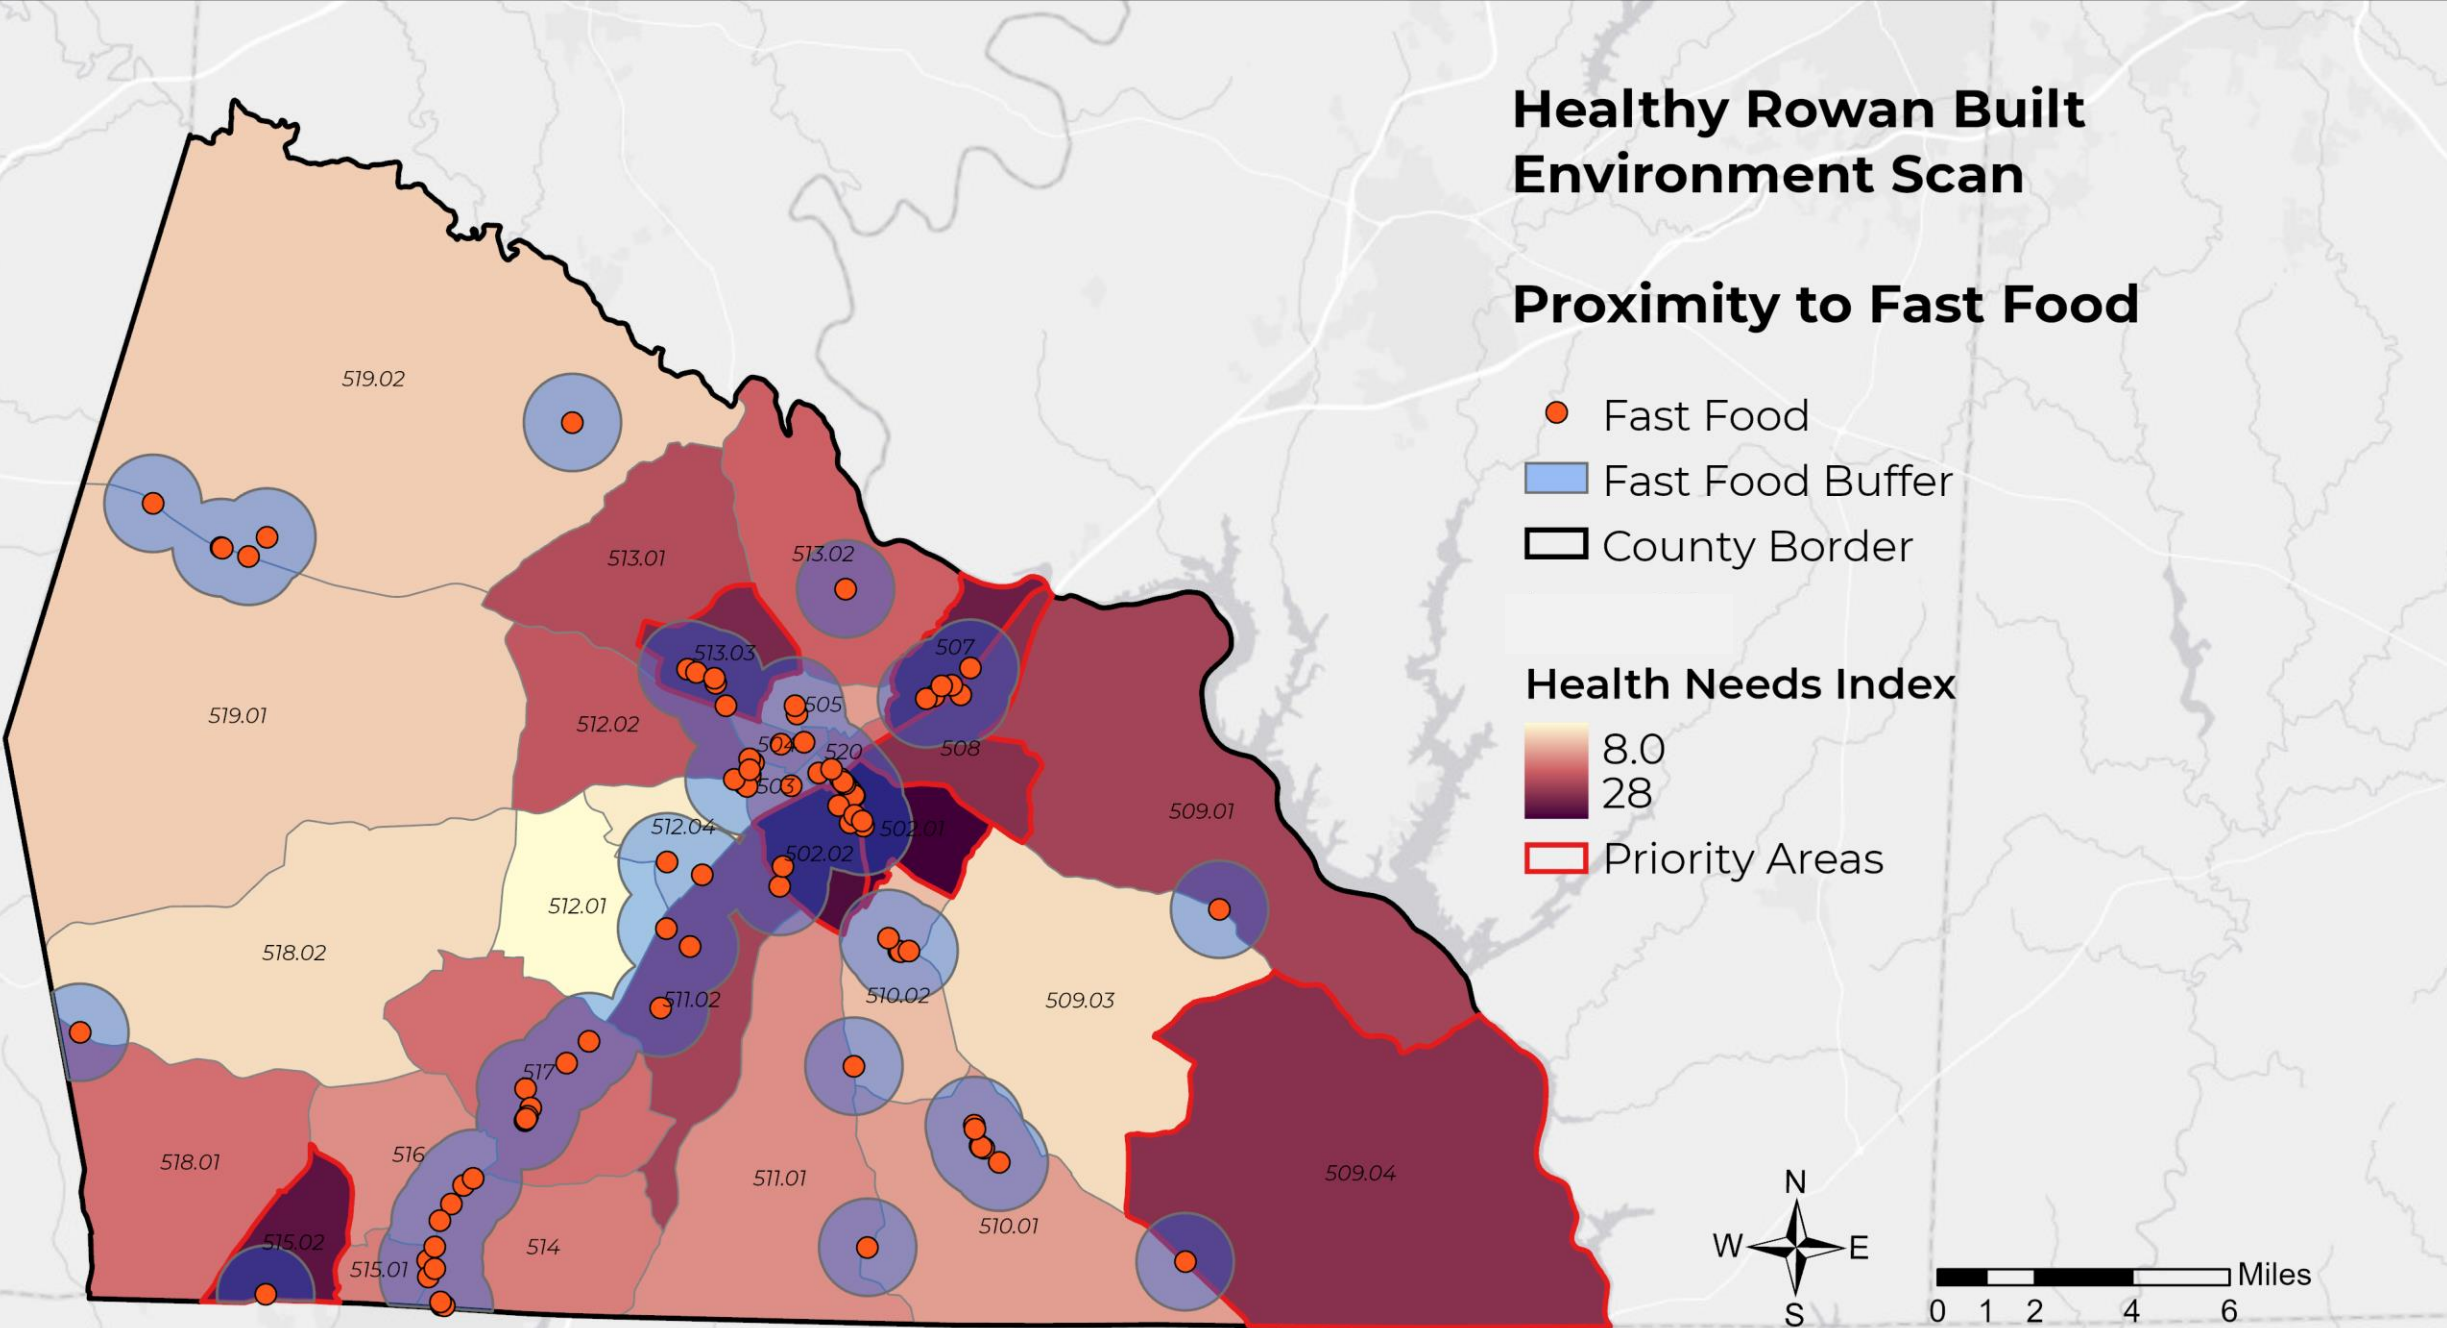 Healthy Rowan Built
Environment Scan
Proximity to Fast Food
Fast Food
Fast Food Buffer
County Border
Health Needs Index
8.0
28
Priority Areas
519.02
513.01
513.02
513.03
507
505
519.01
512.02
504
520
508
503
509.01
512.04
502.01
502.02
512.01
518.02
511.02
510.02
509.03
517
516
518.01
511.01
509.04
510.01
515.02
514
515.01
N
W
E
S
Miles
0 1 2 4 6